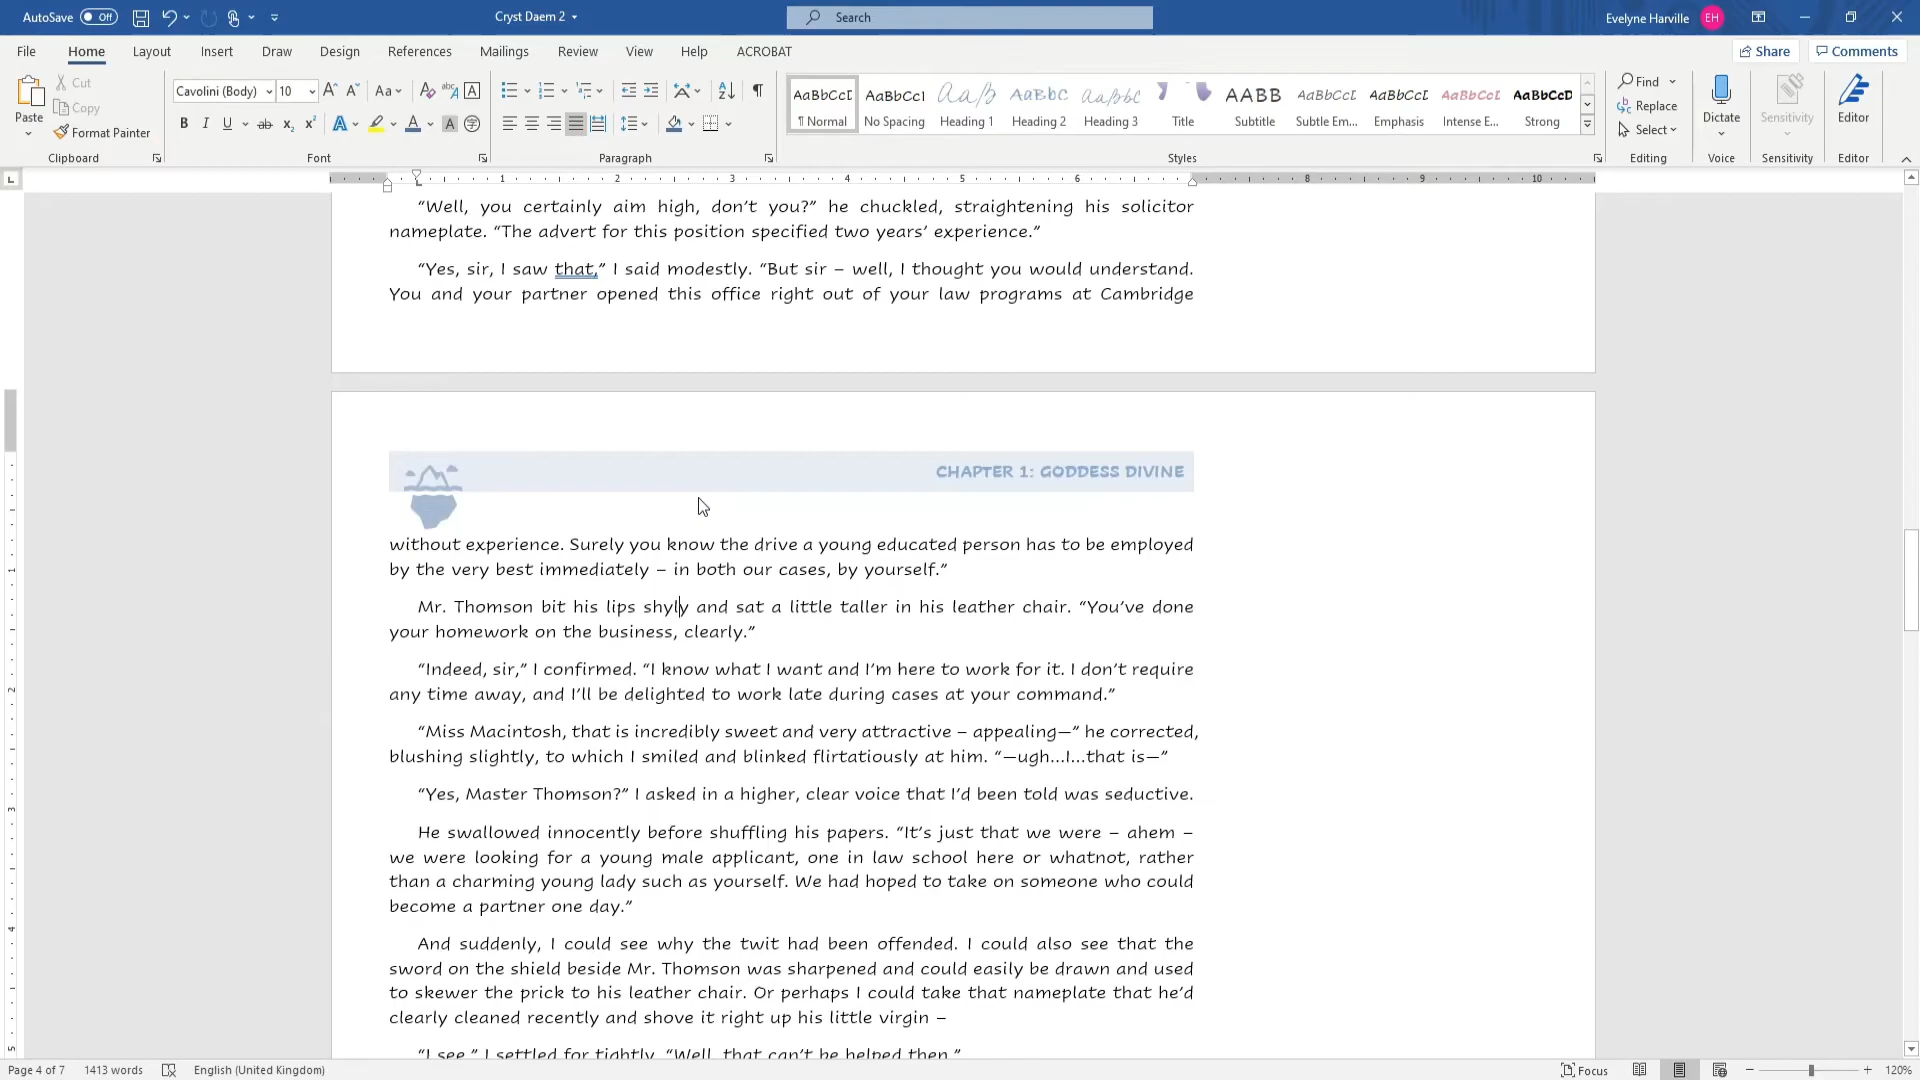 AutoSave Off Cryst Daem 2 Search Evelyne Harville EH
File Home Layout Insert Draw Design References Mailings Review View Help ACROBAT Share Comments
Paste Cut Copy Format Painter
Cavolini (Body) 10
AaBbCcD AaBbCcI AaBb AaBbC AaBbC AABB AaBbCcD AaBbCcD AaBbCcD AaBbCcD
¶ Normal No Spacing Heading 1 Heading 2 Heading 3 Title Subtitle Subtle Em... Emphasis Intense E... Strong
Find Replace Select
Dictate Sensitivity Editor
Clipboard Font Paragraph Styles Editing Voice Sensitivity Editor
1 2 3 4 5 6 8 9 10
“Well, you certainly aim high, don’t you?” he chuckled, straightening his solicitor
nameplate. “The advert for this position specified two years’ experience.”
“Yes, sir, I saw that,” I said modestly. “But sir – well, I thought you would understand.
You and your partner opened this office right out of your law programs at Cambridge
CHAPTER 1: GODDESS DIVINE
without experience. Surely you know the drive a young educated person has to be employed
by the very best immediately – in both our cases, by yourself.”
Mr. Thomson bit his lips shyly and sat a little taller in his leather chair. “You’ve done
your homework on the business, clearly.”
“Indeed, sir,” I confirmed. “I know what I want and I’m here to work for it. I don’t require
any time away, and I’ll be delighted to work late during cases at your command.”
“Miss Macintosh, that is incredibly sweet and very attractive – appealing—” he corrected,
blushing slightly, to which I smiled and blinked flirtatiously at him. “—ugh...I...that is—”
“Yes, Master Thomson?” I asked in a higher, clear voice that I’d been told was seductive.
He swallowed innocently before shuffling his papers. “It’s just that we were – ahem –
we were looking for a young male applicant, one in law school here or whatnot, rather
than a charming young lady such as yourself. We had hoped to take on someone who could
become a partner one day.”
And suddenly, I could see why the twit had been offended. I could also see that the
sword on the shield beside Mr. Thomson was sharpened and could easily be drawn and used
to skewer the prick to his leather chair. Or perhaps I could take that nameplate that he’d
clearly cleaned recently and shove it right up his little virgin –
“I see,” I settled for tightly. “Well, that can’t be helped then.”
Page 4 of 7 1413 words English (United Kingdom) Focus 120%